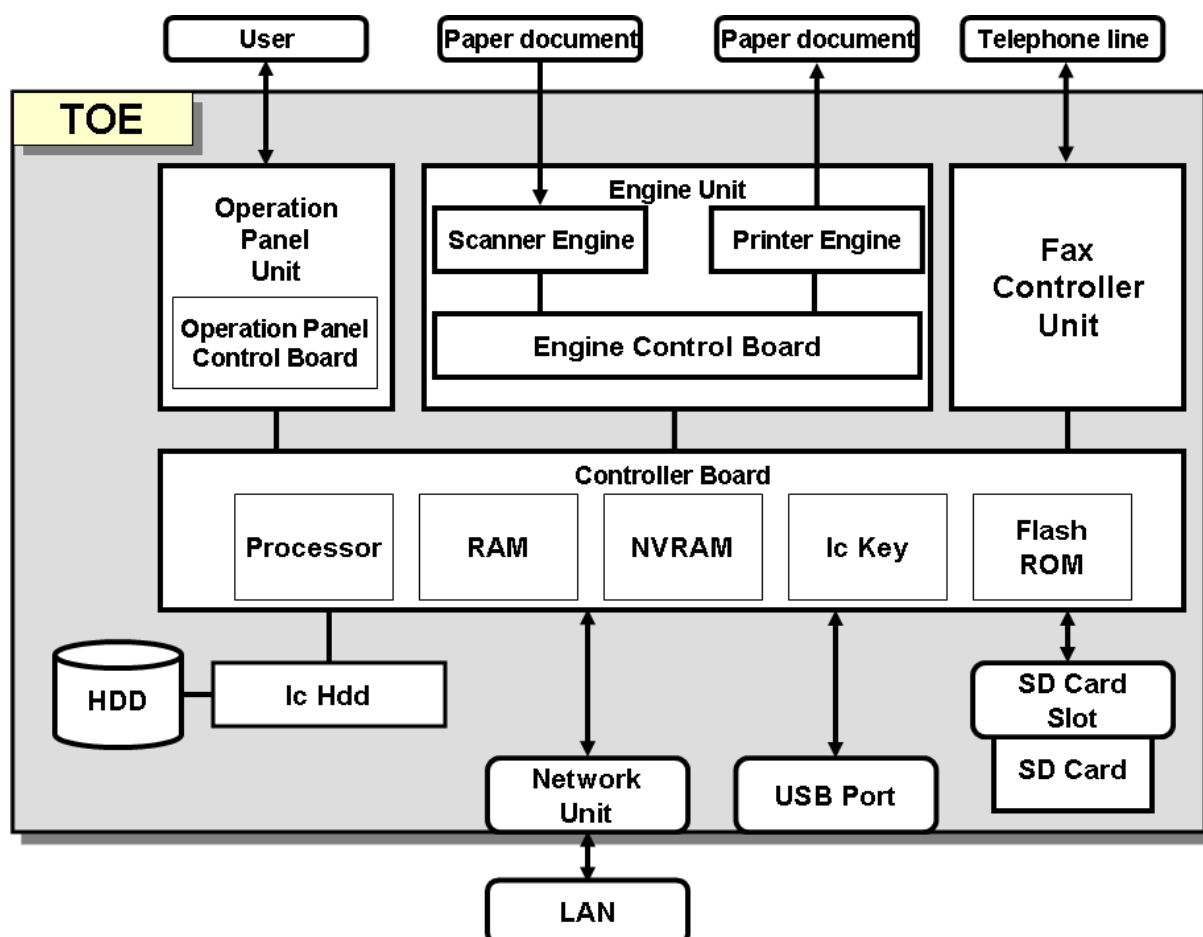 User
Paper document
Paper document
Telephone line
TOE
Operation
Panel
Unit
Operation Panel
Control Board
Engine Unit
Scanner Engine
Printer Engine
Engine Control Board
Fax
Controller
Unit
Controller Board
Processor
RAM
NVRAM
Ic Key
Flash
ROM
HDD
Ic Hdd
SD Card
Slot
SD Card
Network
Unit
USB Port
LAN